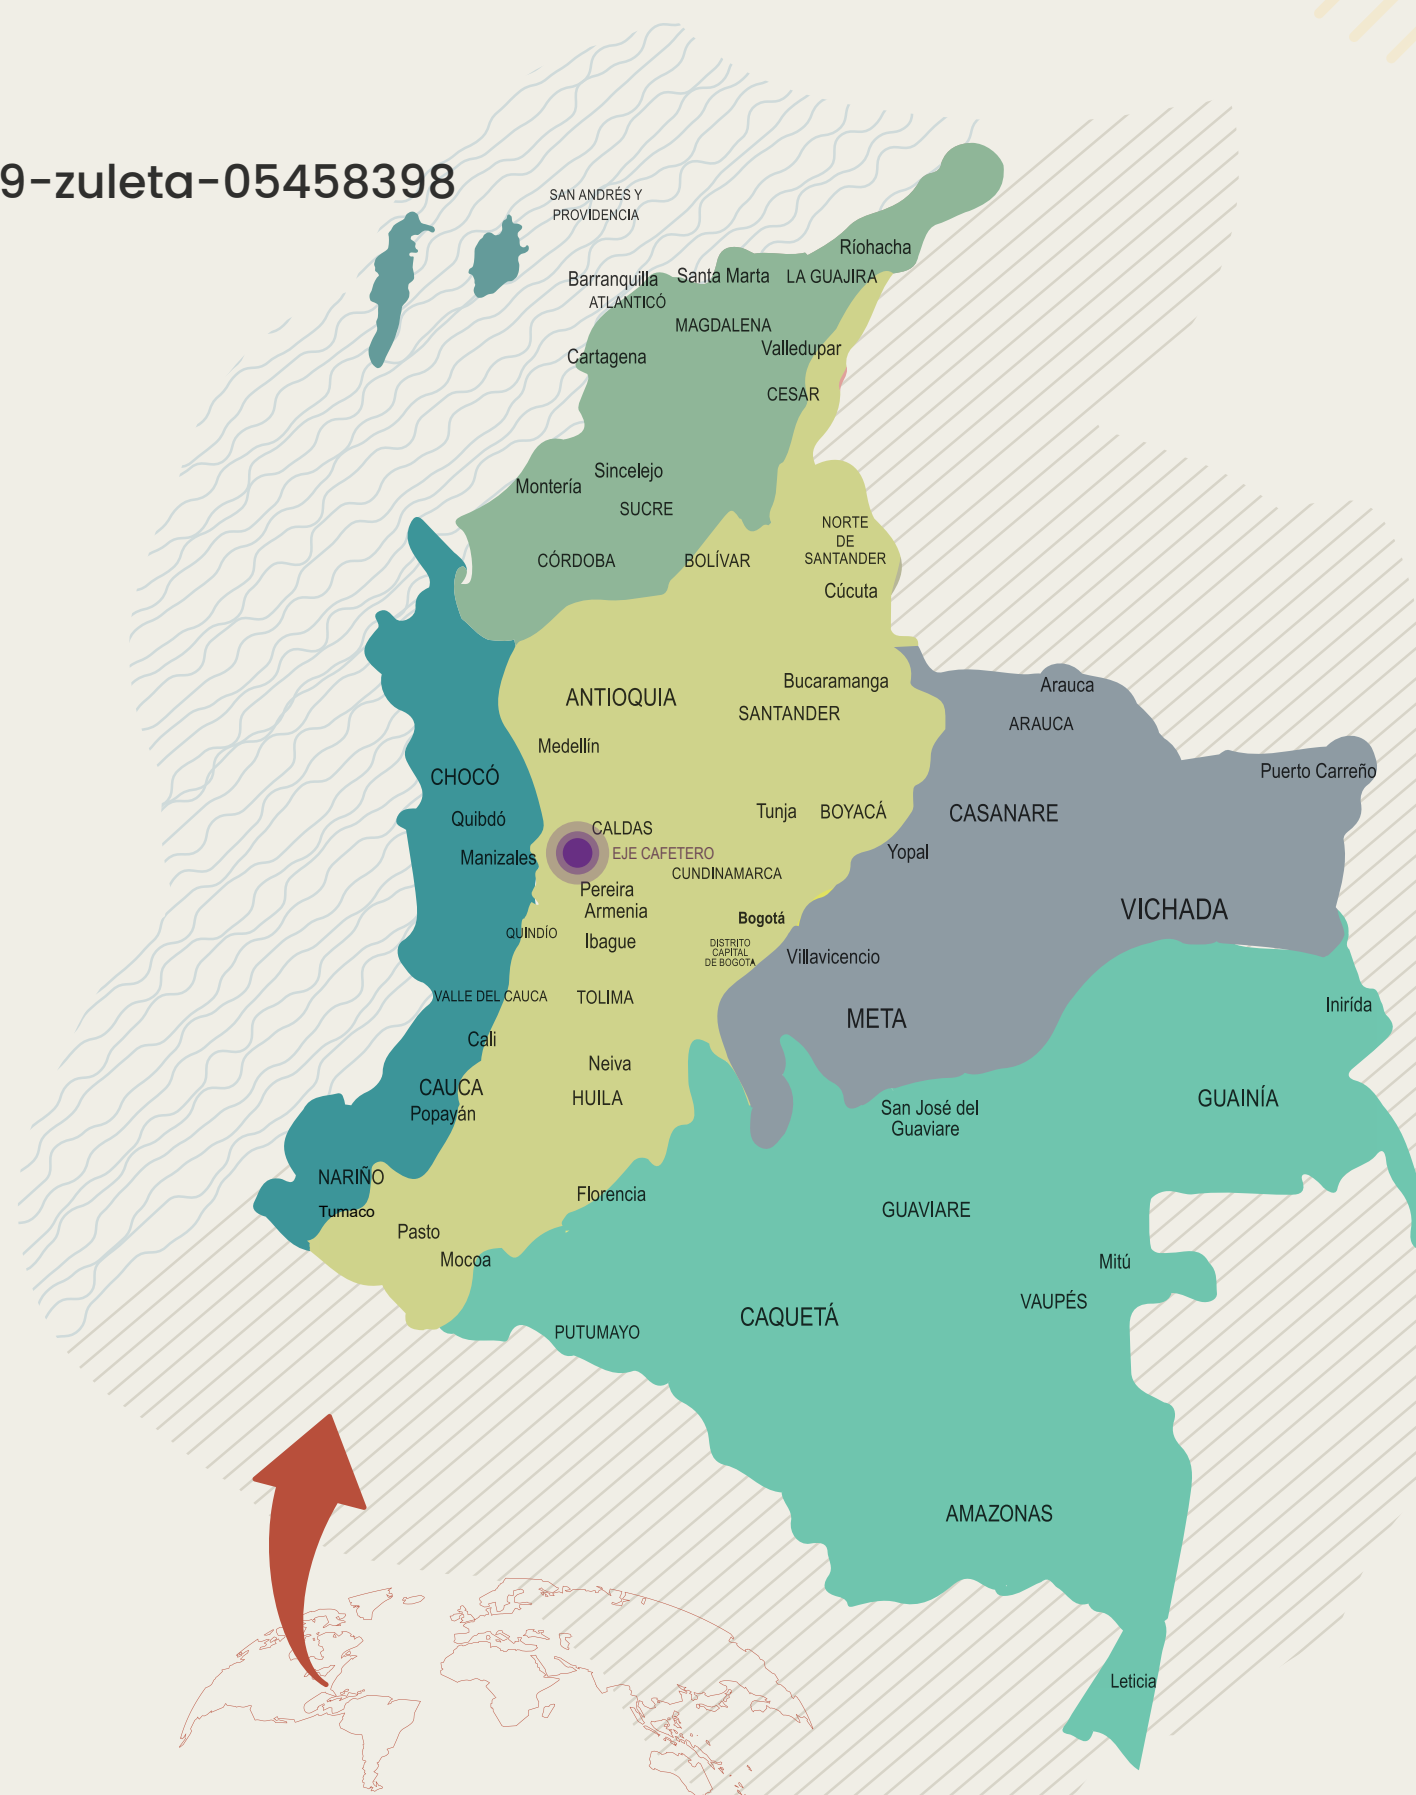 9-zuleta-05458398
SAN ANDRÉS Y
PROVIDENCIA
Ríohacha
Barranquilla
Santa Marta
LA GUAJIRA
ATLANTICÓ
MAGDALENA
Cartagena
Valledupar
CESAR
Sincelejo
Montería
SUCRE
NORTE
DE
SANTANDER
CÓRDOBA
BOLÍVAR
Cúcuta
Bucaramanga
Arauca
ANTIOQUIA
SANTANDER
ARAUCA
Medellín
CHOCÓ
Puerto Carreño
Quibdó
Tunja
BOYACÁ
CASANARE
CALDAS
Manizales
EJE CAFETERO
Yopal
CUNDINAMARCA
Pereira
Armenia
VICHADA
Bogotá
QUINDÍO
Ibague
DISTRITO
CAPITAL
DE BOGOTA
Villavicencio
VALLE DEL CAUCA
TOLIMA
Inirída
META
Cali
Neiva
CAUCA
HUILA
GUAINÍA
Popayán
San José del
Guaviare
NARIÑO
Florencia
Tumaco
GUAVIARE
Pasto
Mocoa
Mitú
VAUPÉS
CAQUETÁ
PUTUMAYO
AMAZONAS
Leticia